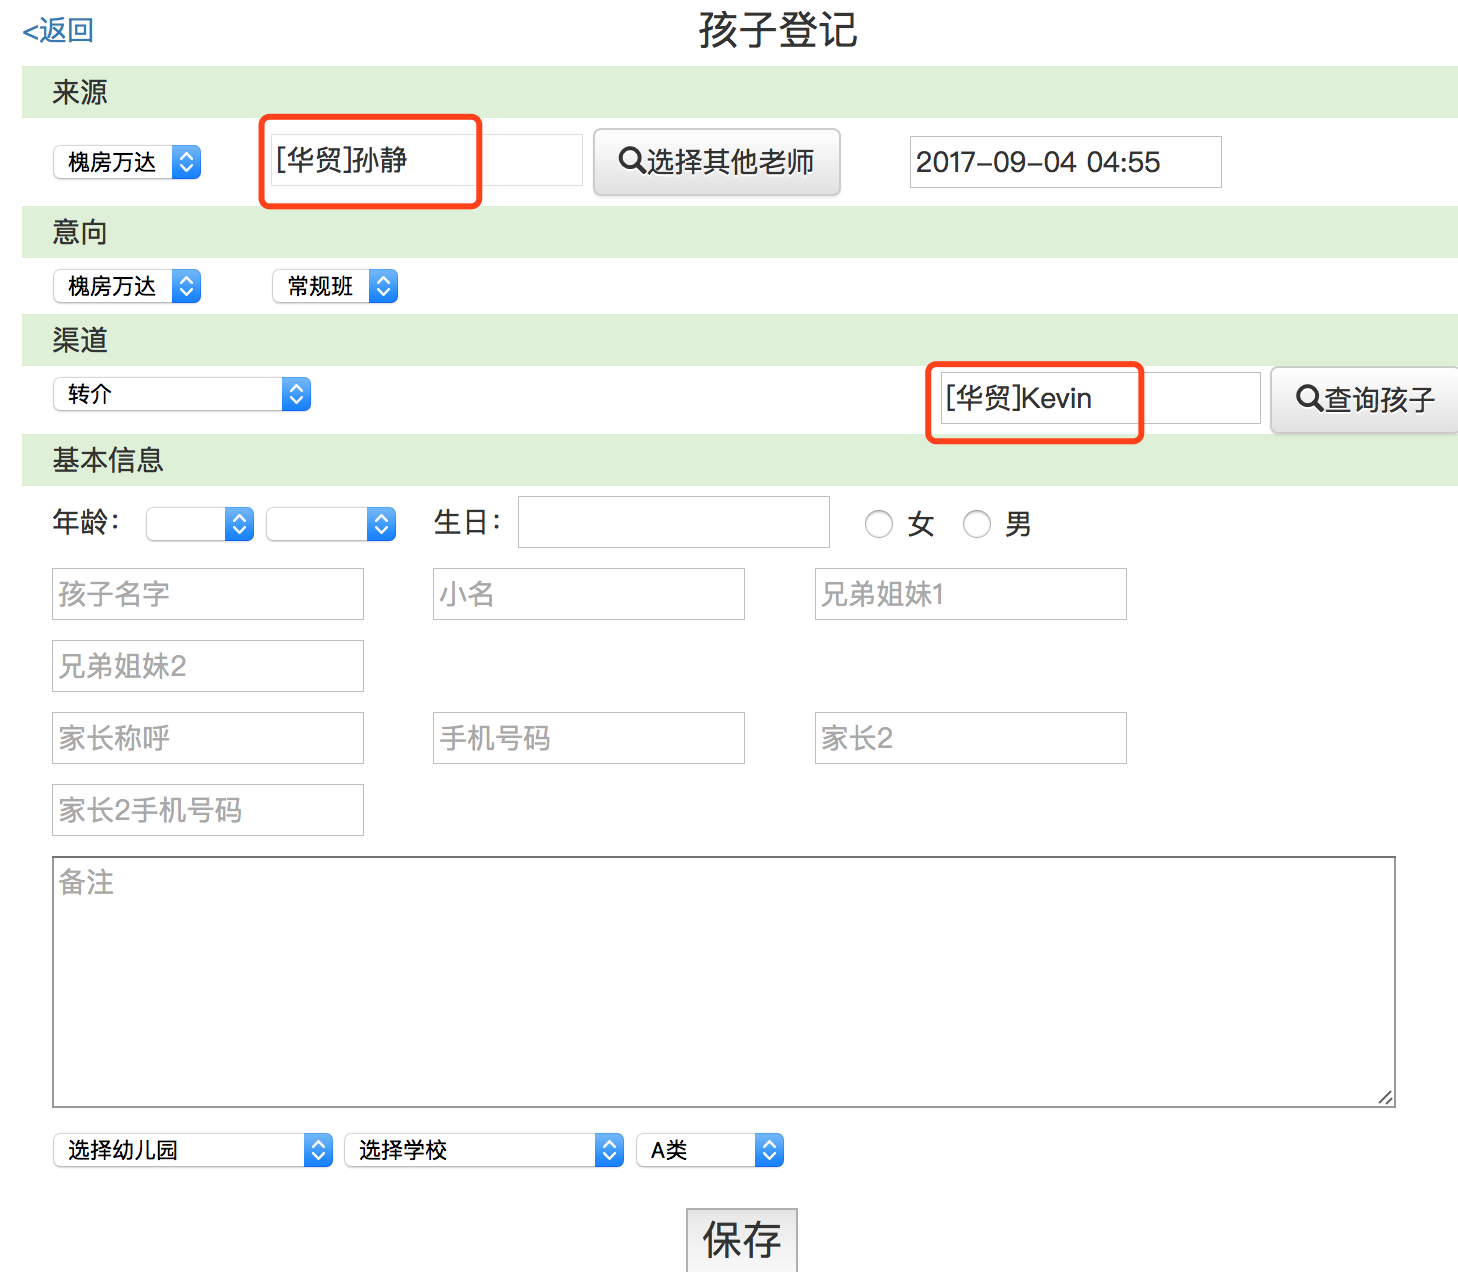 <返回
孩子登记
来源
槐房万达 [华贸]孙静 选择其他老师 2017-09-04 04:55
意向
槐房万达 常规班
渠道
转介 [华贸]Kevin 查询孩子
基本信息
年龄： 生日： 女 男
孩子名字 小名 兄弟姐妹1
兄弟姐妹2
家长称呼 手机号码 家长2
家长2手机号码
备注
选择幼儿园 选择学校 A类
保存